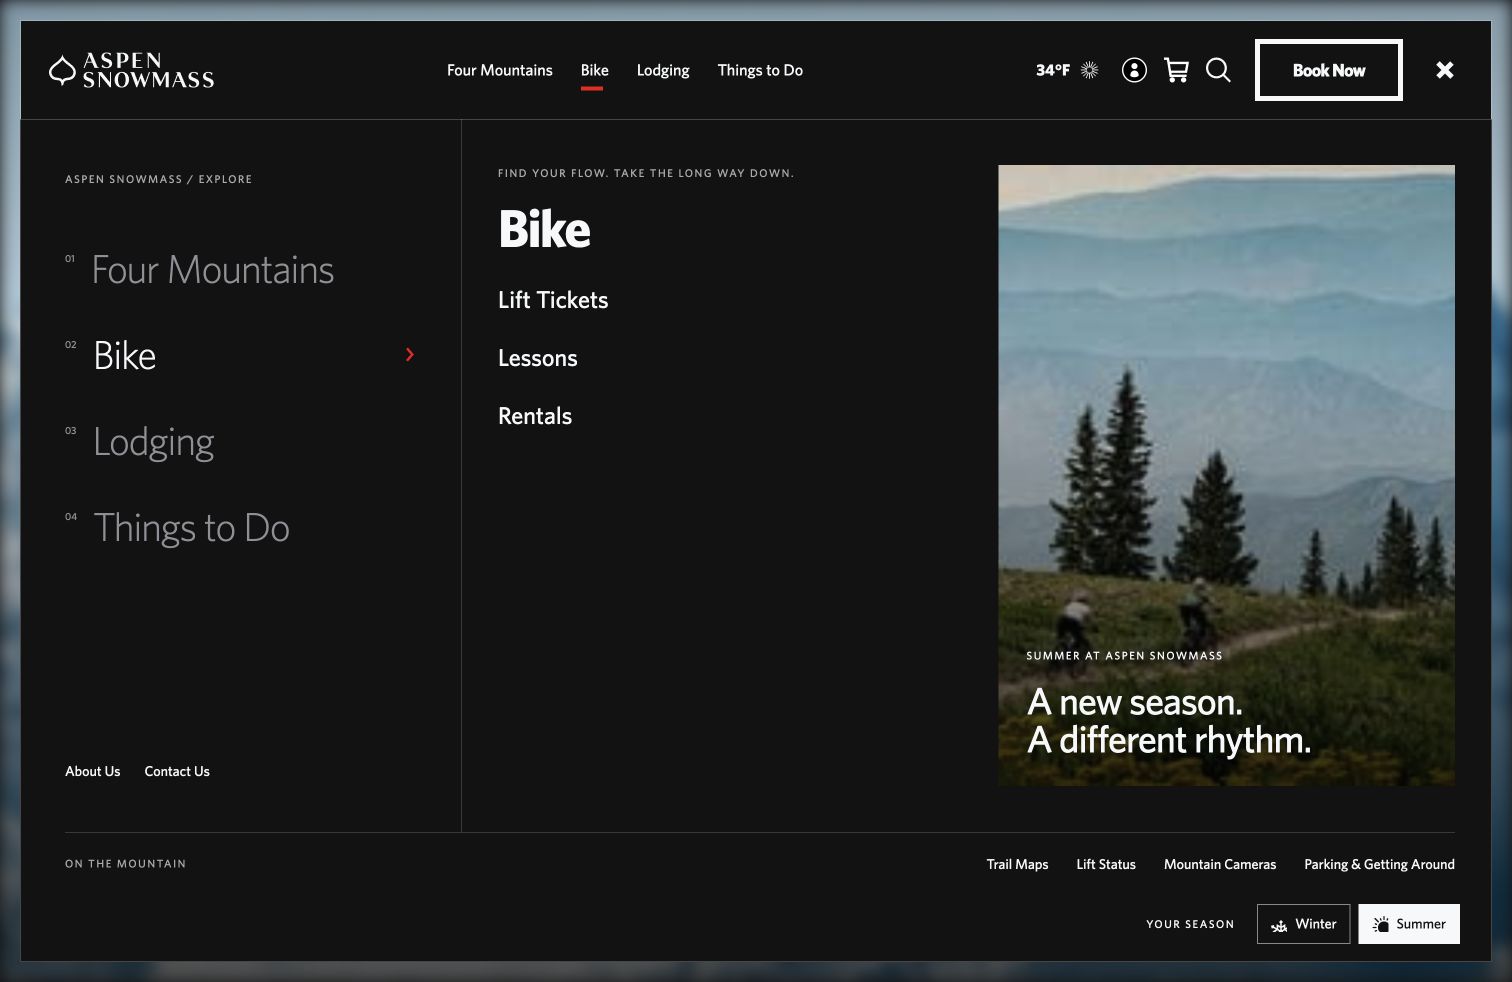 ASPEN
SNOWMASS
Four Mountains
Bike
Lodging
Things to Do
34°F
Book Now
ASPEN SNOWMASS / EXPLORE
01 Four Mountains
02 Bike
03 Lodging
04 Things to Do
About Us
Contact Us
FIND YOUR FLOW. TAKE THE LONG WAY DOWN.
Bike
Lift Tickets
Lessons
Rentals
SUMMER AT ASPEN SNOWMASS
A new season.
A different rhythm.
ON THE MOUNTAIN
Trail Maps
Lift Status
Mountain Cameras
Parking & Getting Around
YOUR SEASON
Winter
Summer